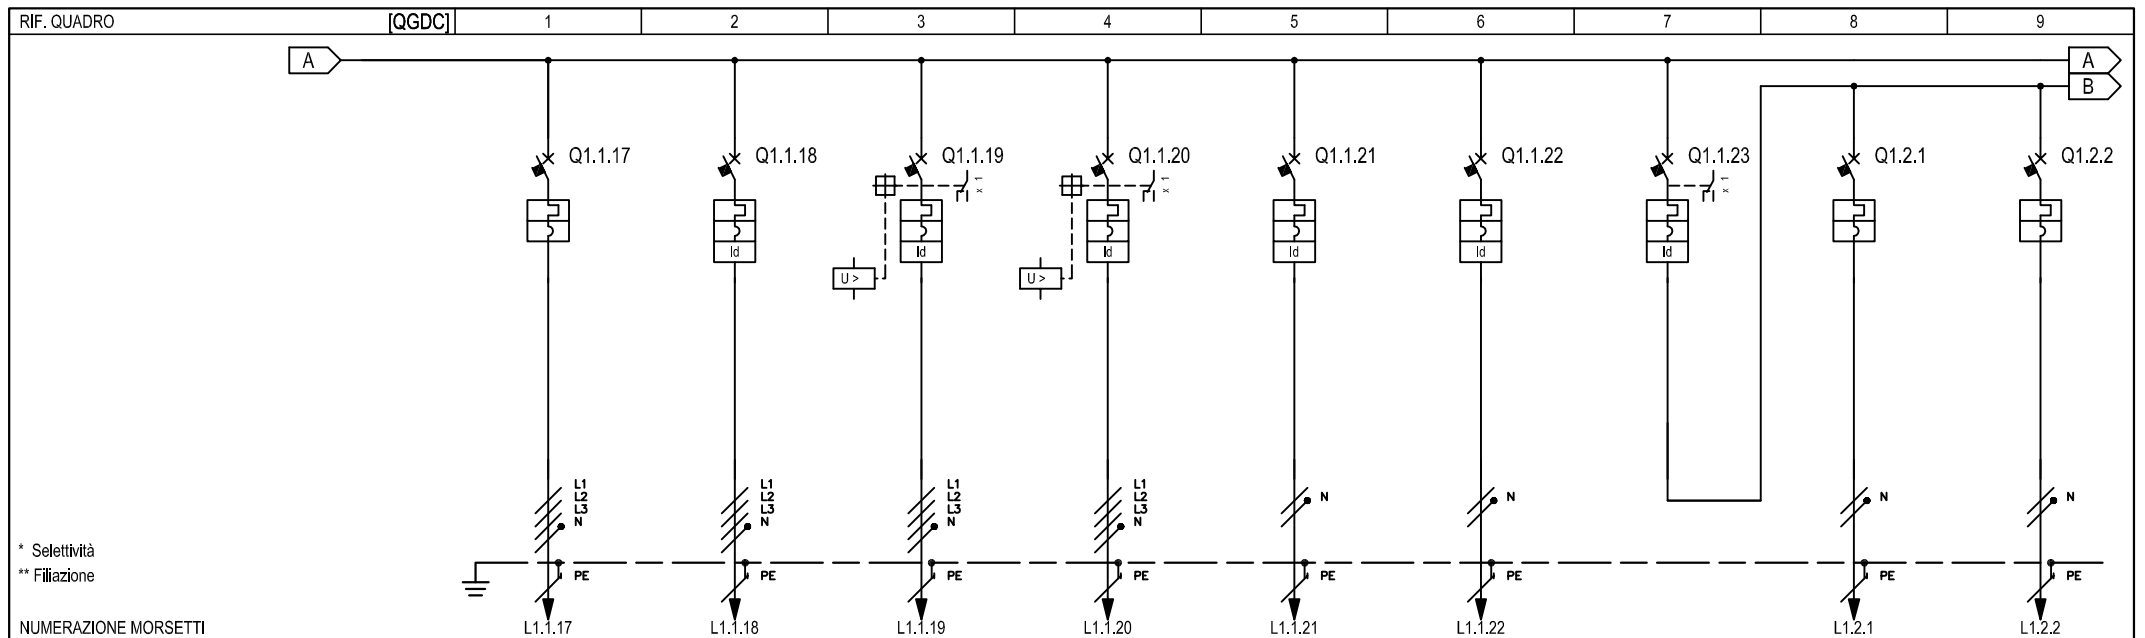 RIF. QUADRO [QGDC] 1 2 3 4 5 6 7 8 9
A A
B
Q1.1.17 Q1.1.18 Q1.1.19 Q1.1.20 Q1.1.21 Q1.1.22 Q1.1.23 Q1.2.1 Q1.2.2
x 1 x 1 x 1
Id Id Id Id Id Id
U > U >
L1 L1 L1 L1
L2 L2 L2 L2
L3 L3 L3 L3
N N N N N N N N
* Selettività
** Filiazione
PE PE PE PE PE PE PE PE
NUMERAZIONE MORSETTI L1.1.17 L1.1.18 L1.1.19 L1.1.20 L1.1.21 L1.1.22 L1.2.1 L1.2.2